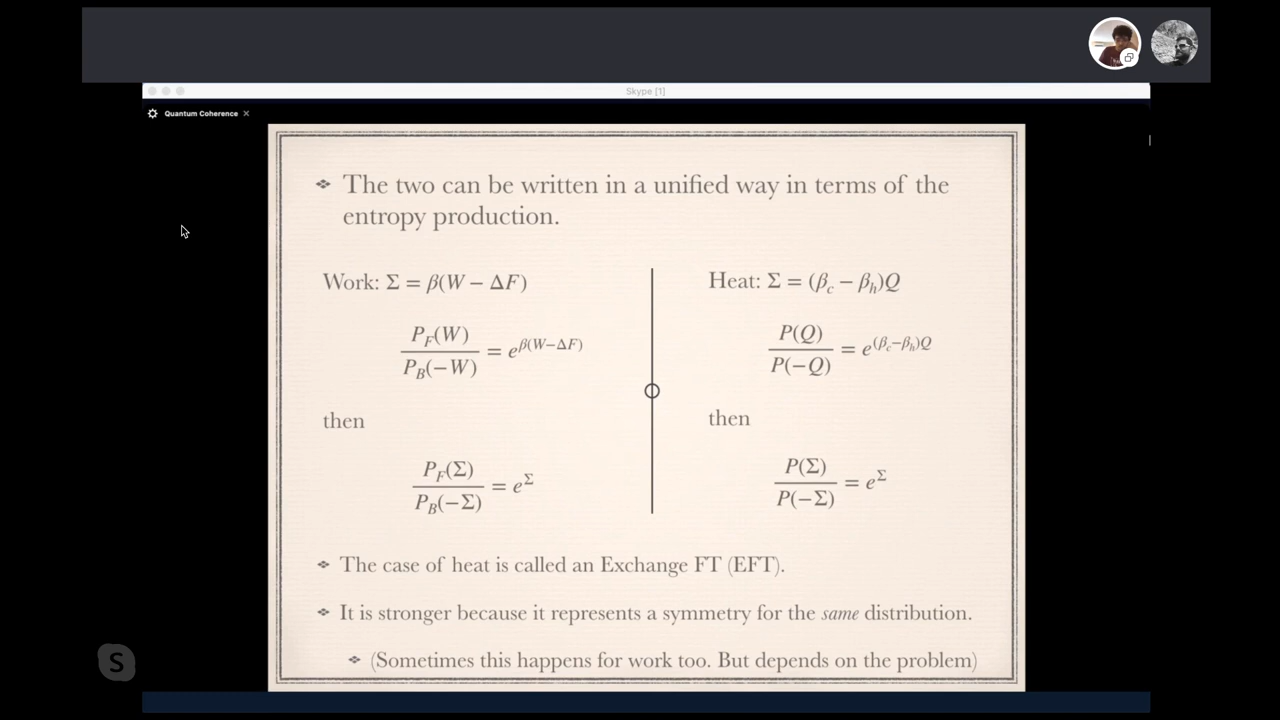 Skype [1]
Quantum Coherence
The two can be written in a unified way in terms of the
entropy production.
Work: Σ = β(W − ΔF)
P_F(W) / P_B(−W) = e^{β(W−ΔF)}
then
P_F(Σ) / P_B(−Σ) = e^Σ
Heat: Σ = (β_c − β_h)Q
P(Q) / P(−Q) = e^{(β_c−β_h)Q}
then
P(Σ) / P(−Σ) = e^Σ
The case of heat is called an Exchange FT (EFT).
It is stronger because it represents a symmetry for the same distribution.
(Sometimes this happens for work too. But depends on the problem)
S